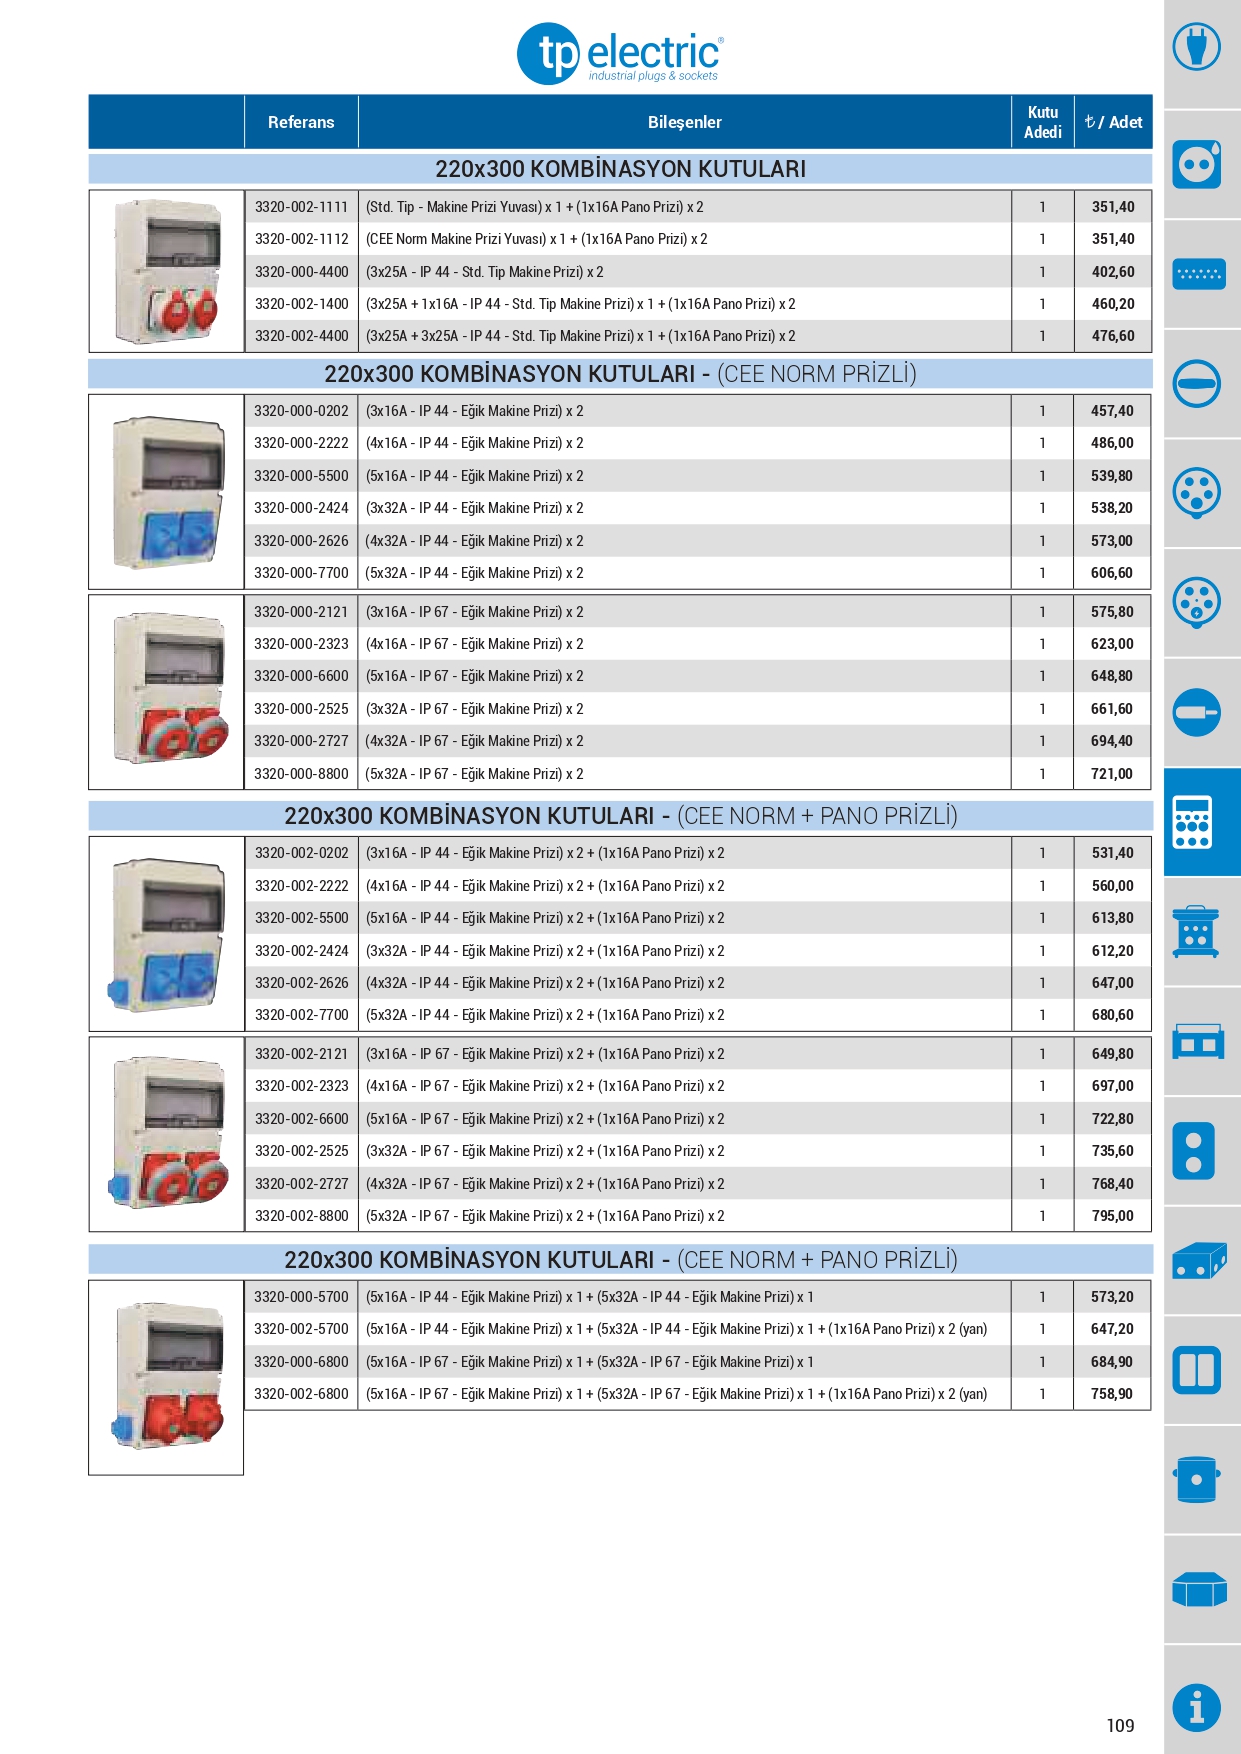 tp electric®
industrial plugs & sockets
Referans Bileşenler Kutu Adedi ₺ / Adet
220x300 KOMBİNASYON KUTULARI
3320-002-1111 (Std. Tip - Makine Prizi Yuvası) x 1 + (1x16A Pano Prizi) x 2 1 351,40
3320-002-1112 (CEE Norm Makine Prizi Yuvası) x 1 + (1x16A Pano Prizi) x 2 1 351,40
3320-000-4400 (3x25A - IP 44 - Std. Tip Makine Prizi) x 2 1 402,60
3320-002-1400 (3x25A + 1x16A - IP 44 - Std. Tip Makine Prizi) x 1 + (1x16A Pano Prizi) x 2 1 460,20
3320-002-4400 (3x25A + 3x25A - IP 44 - Std. Tip Makine Prizi) x 1 + (1x16A Pano Prizi) x 2 1 476,60
220x300 KOMBİNASYON KUTULARI - (CEE NORM PRİZLİ)
3320-000-0202 (3x16A - IP 44 - Eğik Makine Prizi) x 2 1 457,40
3320-000-2222 (4x16A - IP 44 - Eğik Makine Prizi) x 2 1 486,00
3320-000-5500 (5x16A - IP 44 - Eğik Makine Prizi) x 2 1 539,80
3320-000-2424 (3x32A - IP 44 - Eğik Makine Prizi) x 2 1 538,20
3320-000-2626 (4x32A - IP 44 - Eğik Makine Prizi) x 2 1 573,00
3320-000-7700 (5x32A - IP 44 - Eğik Makine Prizi) x 2 1 606,60
3320-000-2121 (3x16A - IP 67 - Eğik Makine Prizi) x 2 1 575,80
3320-000-2323 (4x16A - IP 67 - Eğik Makine Prizi) x 2 1 623,00
3320-000-6600 (5x16A - IP 67 - Eğik Makine Prizi) x 2 1 648,80
3320-000-2525 (3x32A - IP 67 - Eğik Makine Prizi) x 2 1 661,60
3320-000-2727 (4x32A - IP 67 - Eğik Makine Prizi) x 2 1 694,40
3320-000-8800 (5x32A - IP 67 - Eğik Makine Prizi) x 2 1 721,00
220x300 KOMBİNASYON KUTULARI - (CEE NORM + PANO PRİZLİ)
3320-002-0202 (3x16A - IP 44 - Eğik Makine Prizi) x 2 + (1x16A Pano Prizi) x 2 1 531,40
3320-002-2222 (4x16A - IP 44 - Eğik Makine Prizi) x 2 + (1x16A Pano Prizi) x 2 1 560,00
3320-002-5500 (5x16A - IP 44 - Eğik Makine Prizi) x 2 + (1x16A Pano Prizi) x 2 1 613,80
3320-002-2424 (3x32A - IP 44 - Eğik Makine Prizi) x 2 + (1x16A Pano Prizi) x 2 1 612,20
3320-002-2626 (4x32A - IP 44 - Eğik Makine Prizi) x 2 + (1x16A Pano Prizi) x 2 1 647,00
3320-002-7700 (5x32A - IP 44 - Eğik Makine Prizi) x 2 + (1x16A Pano Prizi) x 2 1 680,60
3320-002-2121 (3x16A - IP 67 - Eğik Makine Prizi) x 2 + (1x16A Pano Prizi) x 2 1 649,80
3320-002-2323 (4x16A - IP 67 - Eğik Makine Prizi) x 2 + (1x16A Pano Prizi) x 2 1 697,00
3320-002-6600 (5x16A - IP 67 - Eğik Makine Prizi) x 2 + (1x16A Pano Prizi) x 2 1 722,80
3320-002-2525 (3x32A - IP 67 - Eğik Makine Prizi) x 2 + (1x16A Pano Prizi) x 2 1 735,60
3320-002-2727 (4x32A - IP 67 - Eğik Makine Prizi) x 2 + (1x16A Pano Prizi) x 2 1 768,40
3320-002-8800 (5x32A - IP 67 - Eğik Makine Prizi) x 2 + (1x16A Pano Prizi) x 2 1 795,00
220x300 KOMBİNASYON KUTULARI - (CEE NORM + PANO PRİZLİ)
3320-000-5700 (5x16A - IP 44 - Eğik Makine Prizi) x 1 + (5x32A - IP 44 - Eğik Makine Prizi) x 1 1 573,20
3320-002-5700 (5x16A - IP 44 - Eğik Makine Prizi) x 1 + (5x32A - IP 44 - Eğik Makine Prizi) x 1 + (1x16A Pano Prizi) x 2 (yan) 1 647,20
3320-000-6800 (5x16A - IP 67 - Eğik Makine Prizi) x 1 + (5x32A - IP 67 - Eğik Makine Prizi) x 1 1 684,90
3320-002-6800 (5x16A - IP 67 - Eğik Makine Prizi) x 1 + (5x32A - IP 67 - Eğik Makine Prizi) x 1 + (1x16A Pano Prizi) x 2 (yan) 1 758,90
109